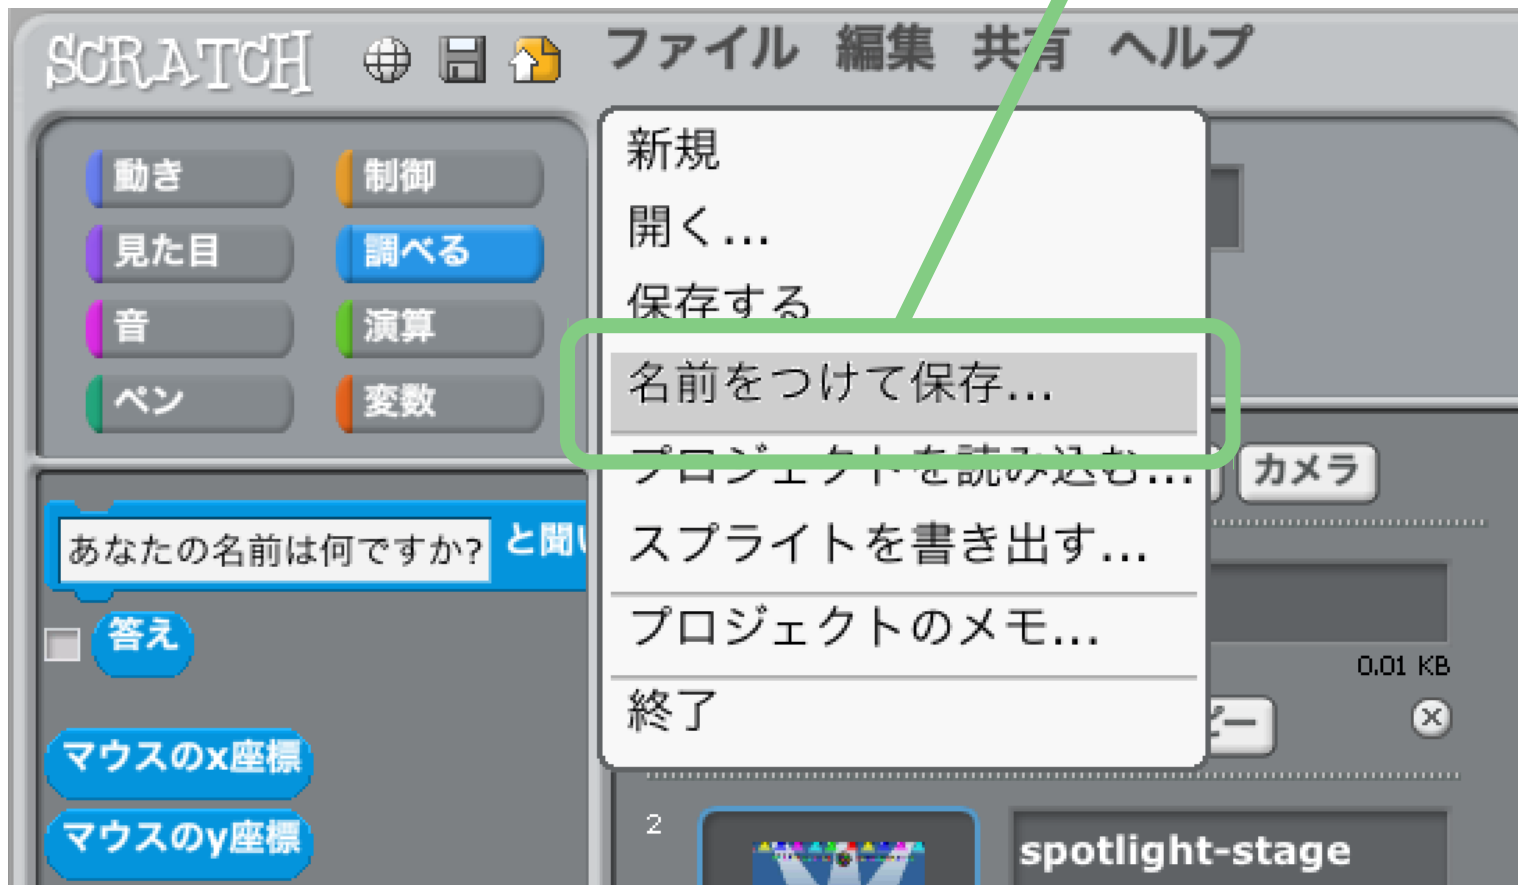 SCRATCH
ファイル 編集 共有 ヘルプ
動き 制御
見た目 調べる
音 演算
ペン 変数
新規
開く...
保存する
名前をつけて保存...
プロジェクトを読み込む...
スプライトを書き出す...
プロジェクトのメモ...
終了
あなたの名前は何ですか? と聞い
答え
マウスのx座標
マウスのy座標
カメラ
0.01 KB
ピー
2
spotlight-stage